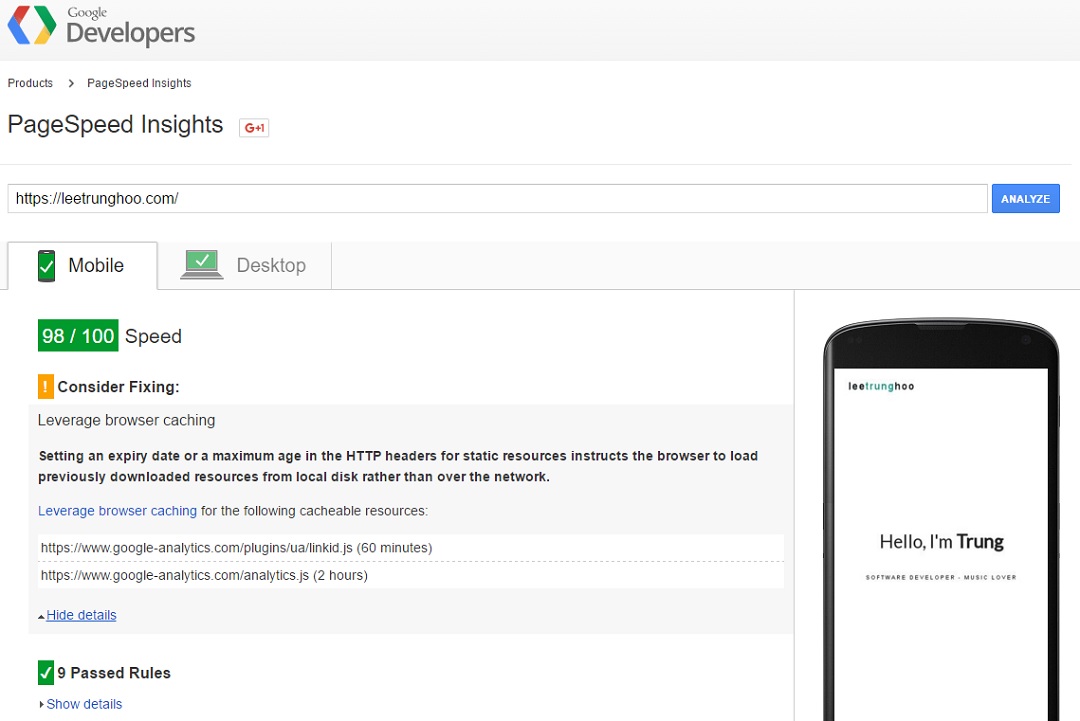 Google
Developers
Products > PageSpeed Insights
PageSpeed Insights G+1
https://leetrunghoo.com/ ANALYZE
Mobile Desktop
98 / 100 Speed
! Consider Fixing:
Leverage browser caching
Setting an expiry date or a maximum age in the HTTP headers for static resources instructs the browser to load
previously downloaded resources from local disk rather than over the network.
Leverage browser caching for the following cacheable resources:
https://www.google-analytics.com/plugins/ua/linkid.js (60 minutes)
https://www.google-analytics.com/analytics.js (2 hours)
Hide details
9 Passed Rules
Show details
leetrunghoo
Hello, I'm Trung
SOFTWARE DEVELOPER - MUSIC LOVER